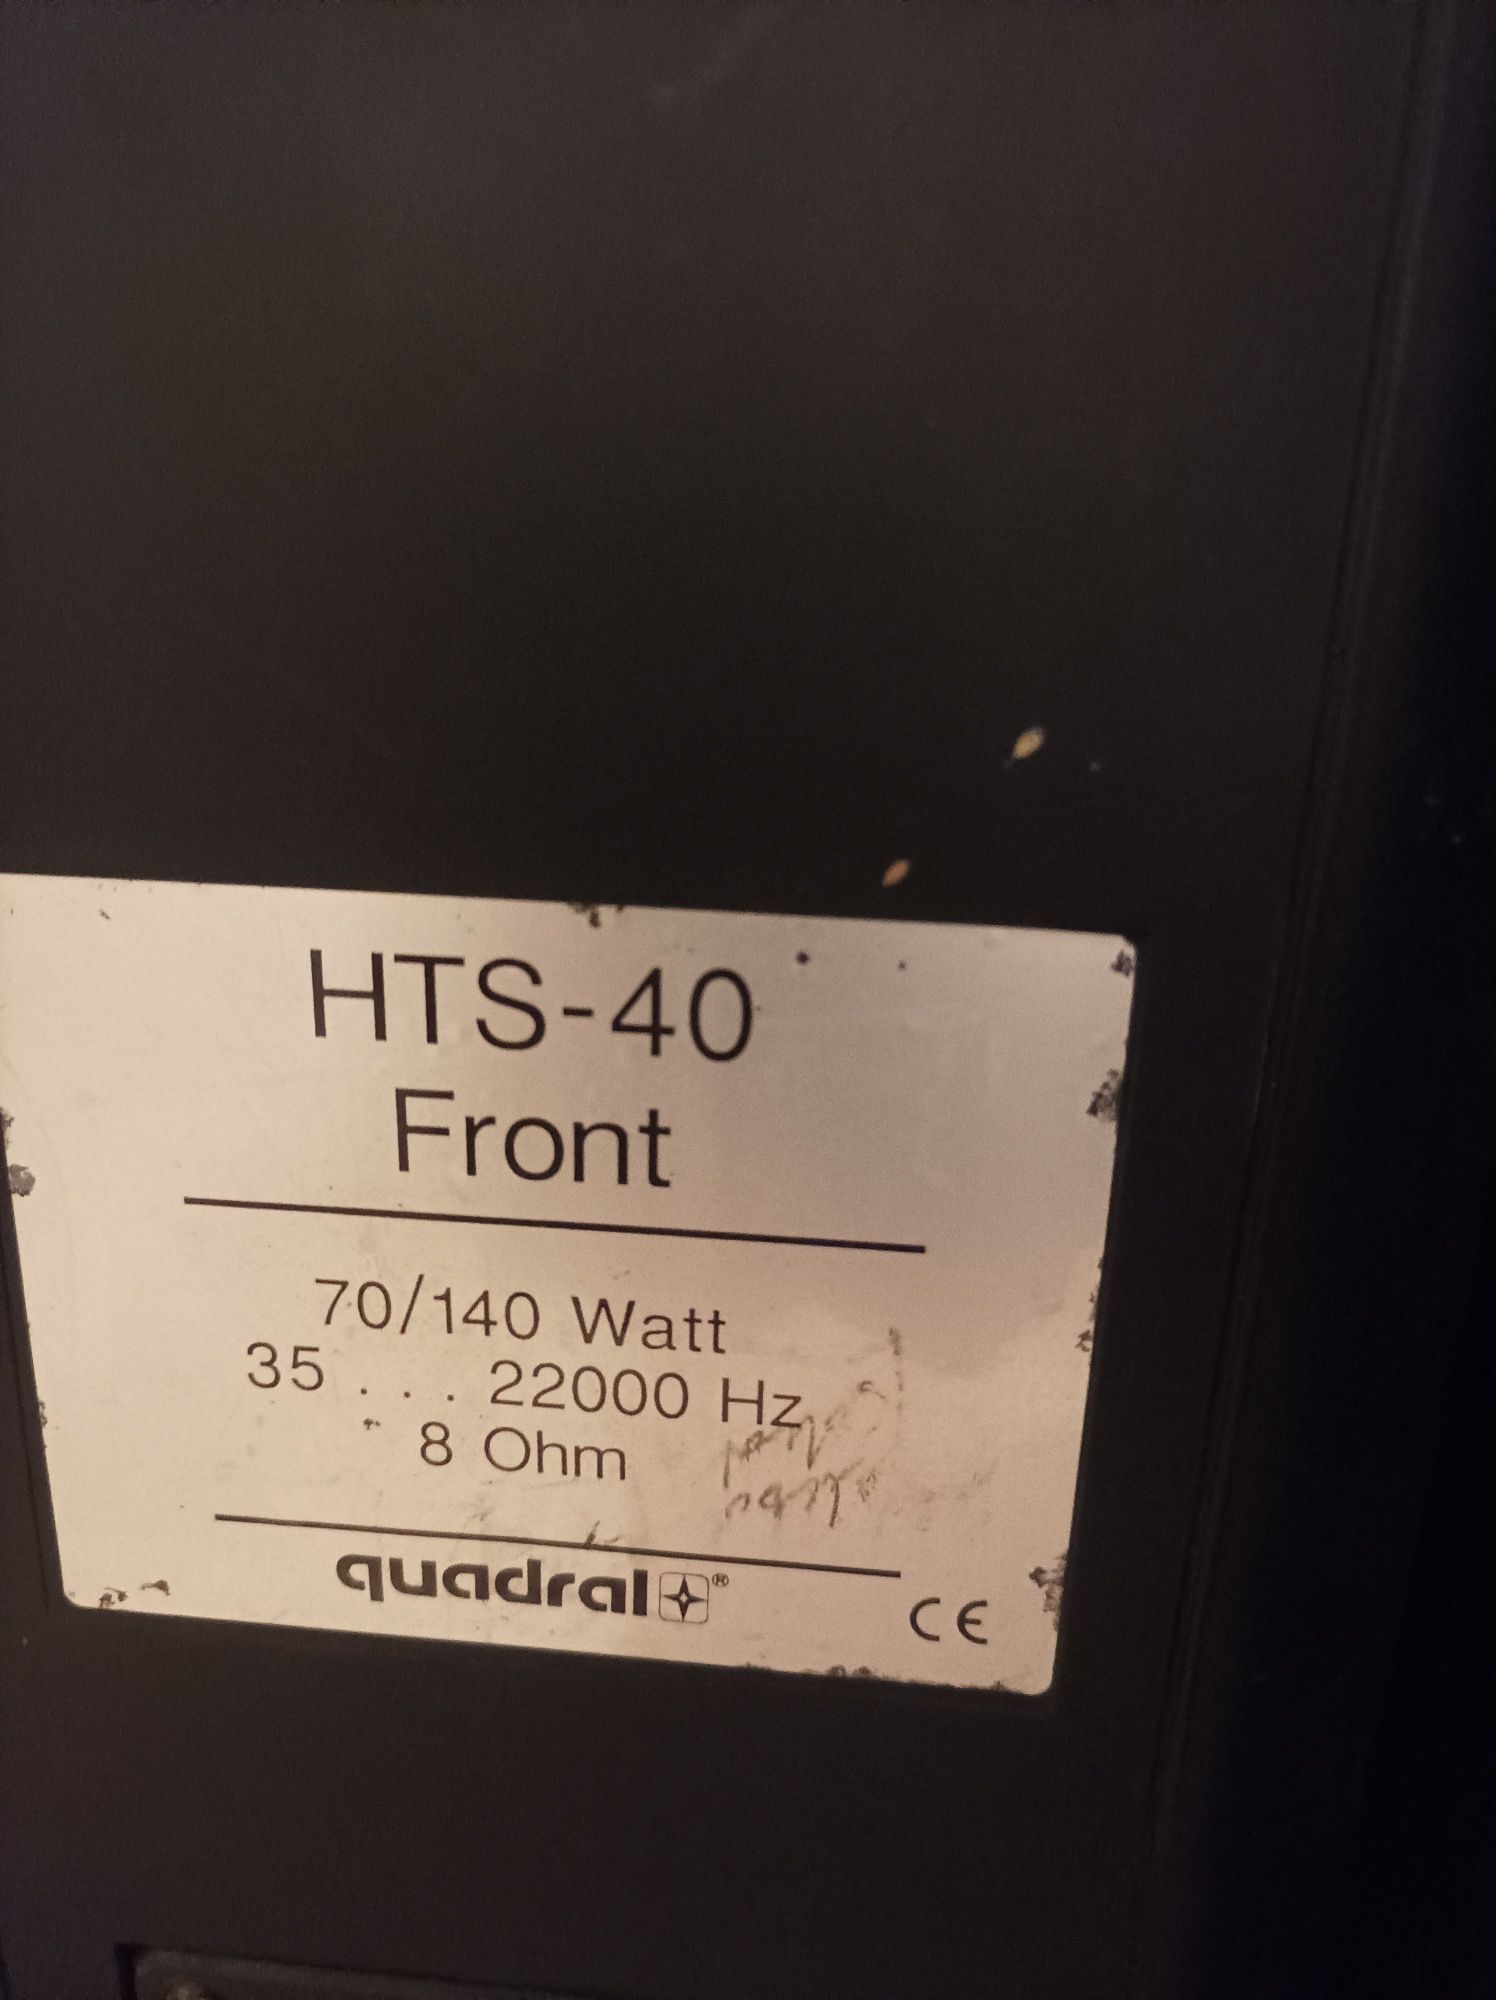 HTS-40
Front
70/140 Watt
35 . . . 22000 Hz
8 Ohm
quadral®
CE